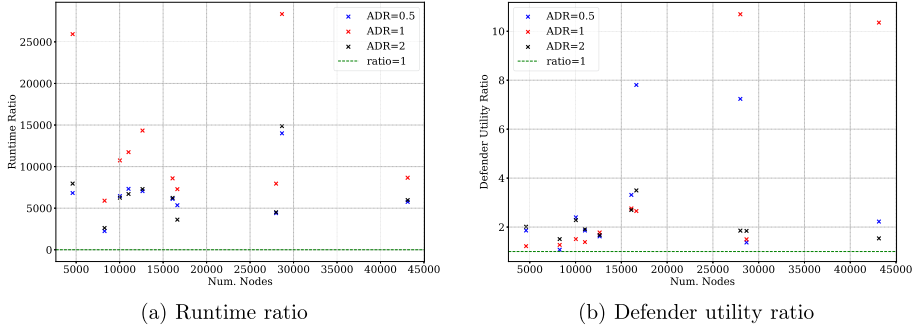 ADR=0.5
ADR=1
ADR=2
ratio=1
Runtime Ratio
25000
20000
15000
10000
5000
0
5000 10000 15000 20000 25000 30000 35000 40000 45000
Num. Nodes
(a) Runtime ratio
ADR=0.5
ADR=1
ADR=2
ratio=1
Defender Utility Ratio
10
8
6
4
2
5000 10000 15000 20000 25000 30000 35000 40000 45000
Num. Nodes
(b) Defender utility ratio